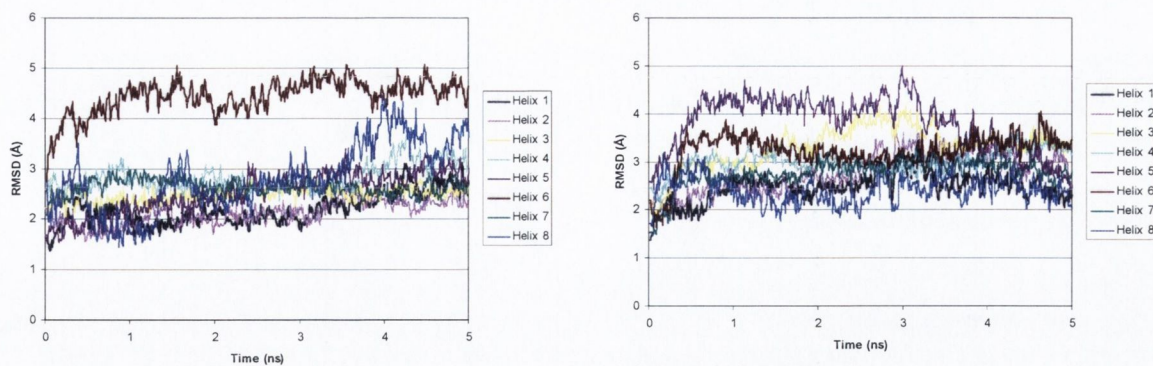 6
5
4
3
2
1
0
RMSD (Å)
0 1 2 3 4 5
Time (ns)
Helix 1
Helix 2
Helix 3
Helix 4
Helix 5
Helix 6
Helix 7
Helix 8
6
5
4
3
2
1
0
RMSD (Å)
0 1 2 3 4 5
Time (ns)
Helix 1
Helix 2
Helix 3
Helix 4
Helix 5
Helix 6
Helix 7
Helix 8